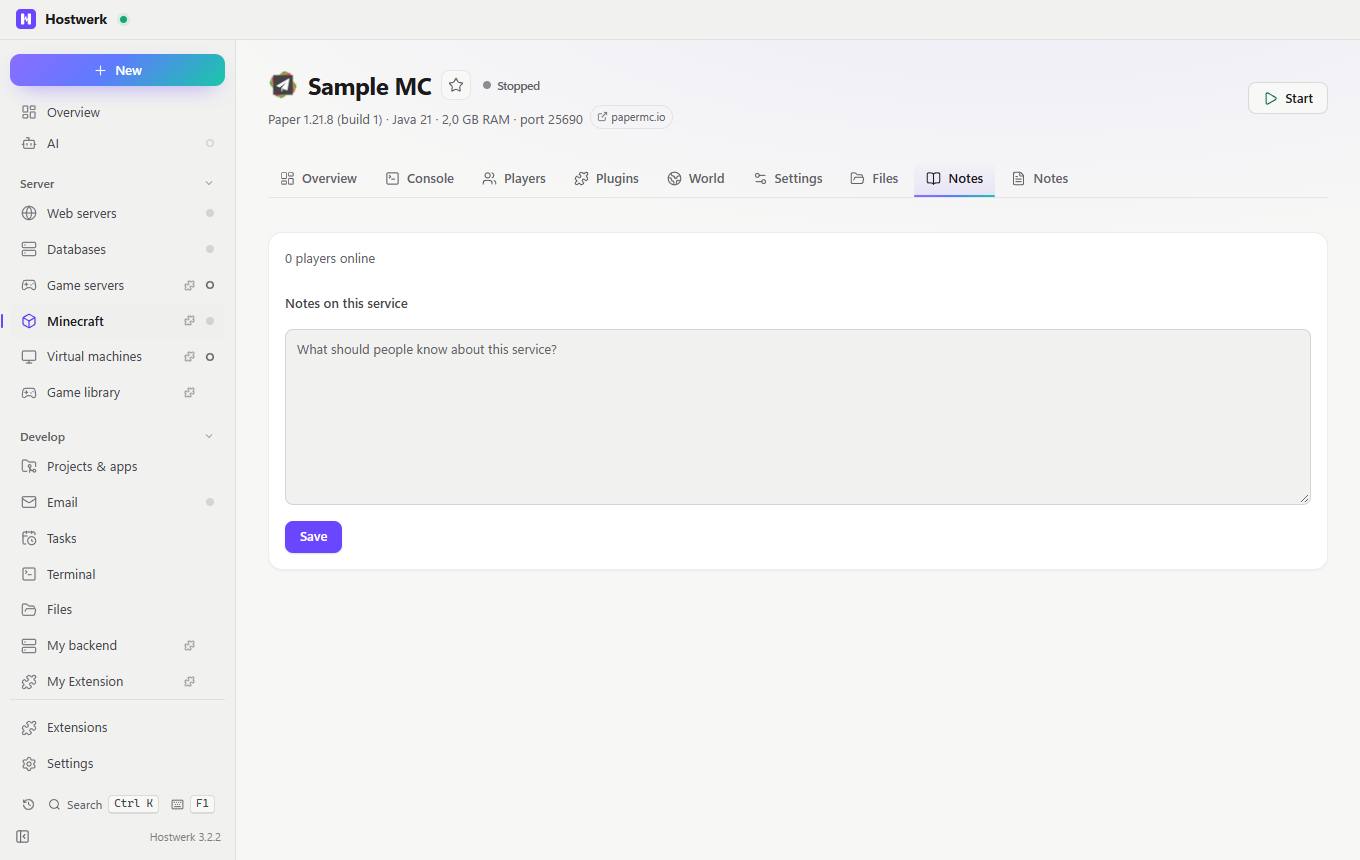 Hostwerk
New
Overview
AI
Server
Web servers
Databases
Game servers
Minecraft
Virtual machines
Game library
Develop
Projects & apps
Email
Tasks
Terminal
Files
My backend
My Extension
Extensions
Settings
Search Ctrl K F1
Hostwerk 3.2.2
Sample MC Stopped
Paper 1.21.8 (build 1) · Java 21 · 2,0 GB RAM · port 25690 papermc.io
Start
Overview Console Players Plugins World Settings Files Notes Notes
0 players online
Notes on this service
What should people know about this service?
Save